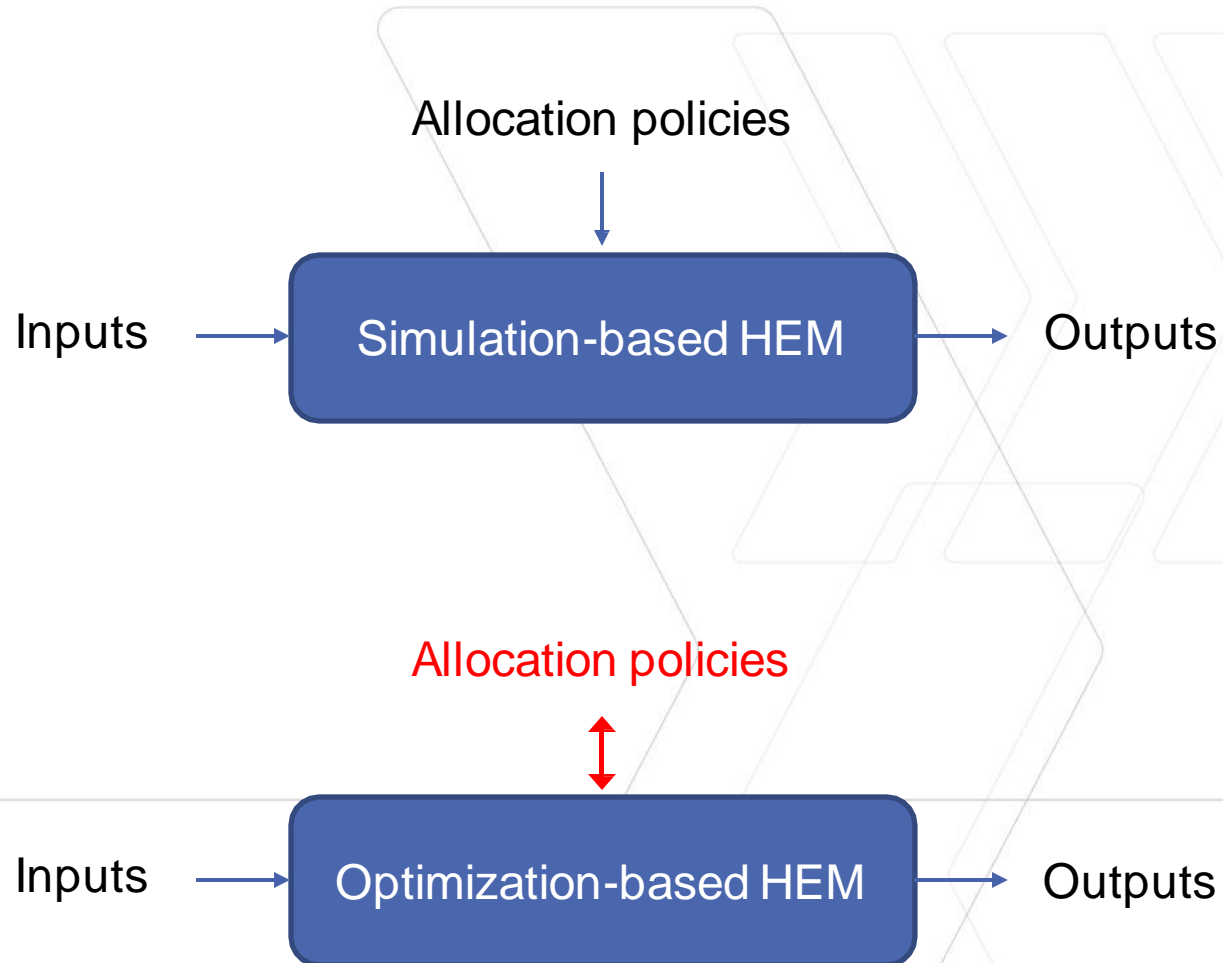 Allocation policies
Inputs
Simulation-based HEM
Outputs
Allocation policies
Inputs
Optimization-based HEM
Outputs